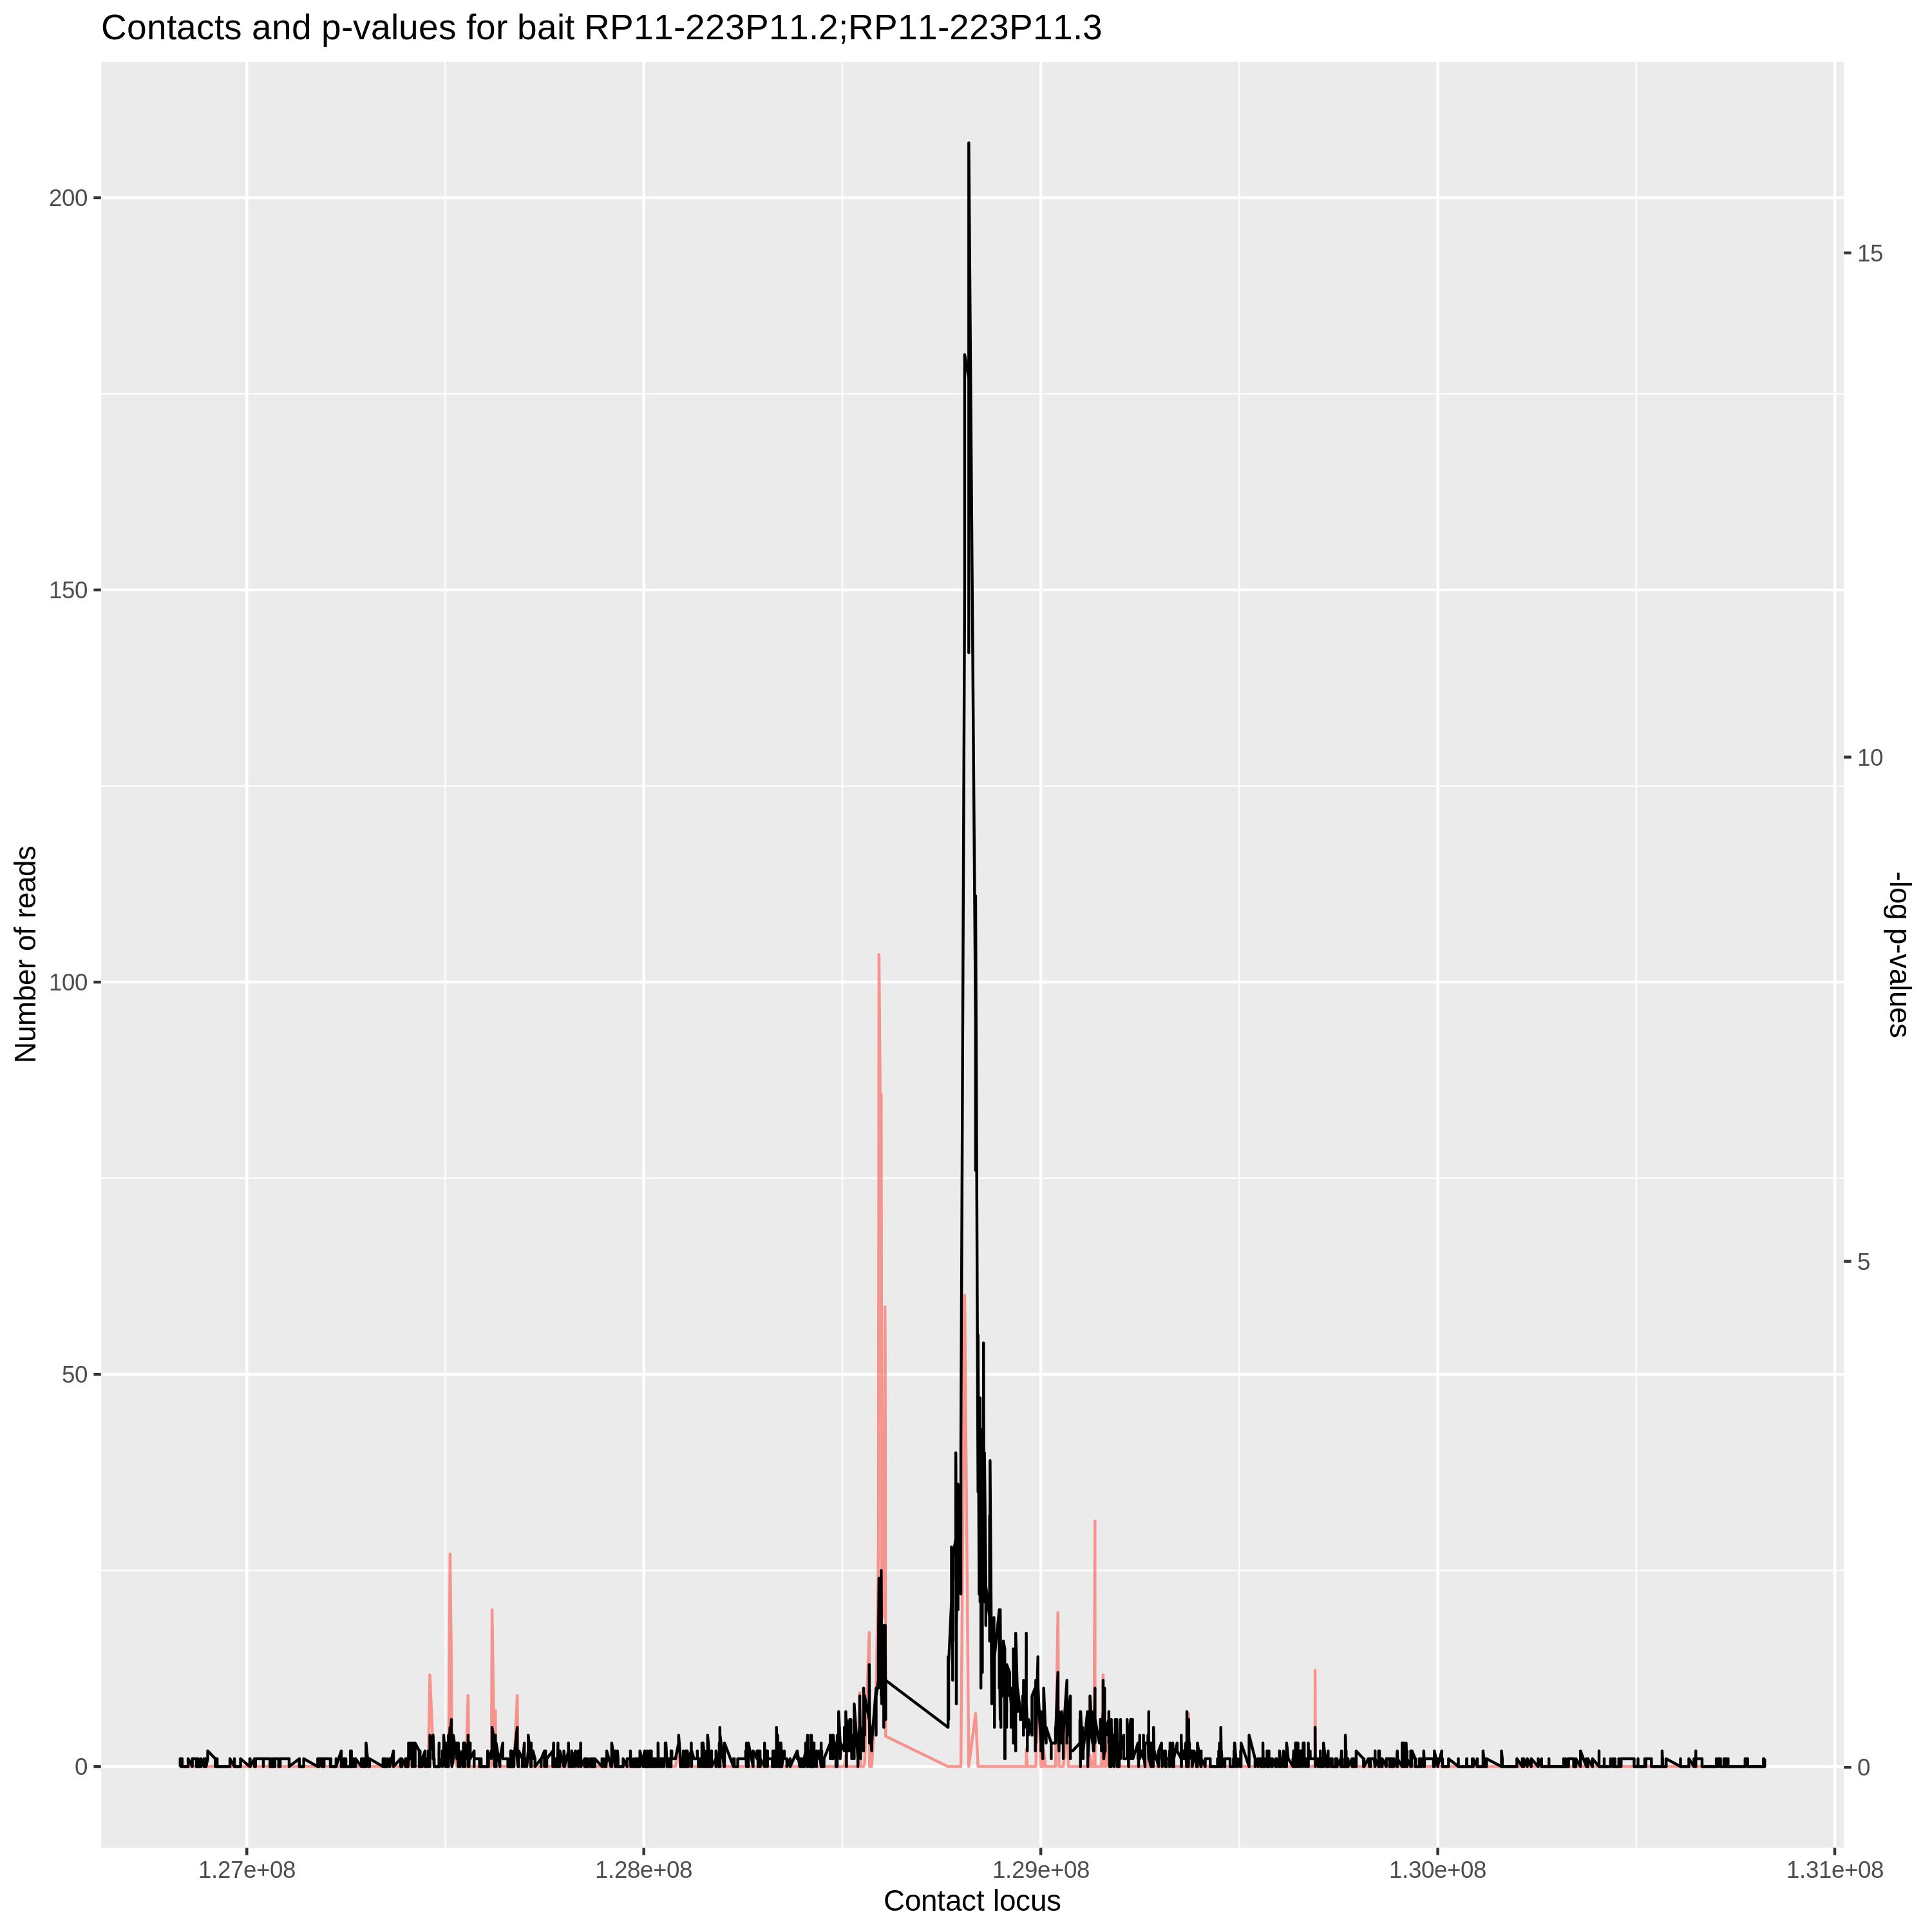 Contacts and p-values for bait RP11-223P11.2;RP11-223P11.3
200
150
100
50
0
Number of reads
15
10
5
0
-log p-values
1.27e+08 1.28e+08 1.29e+08 1.30e+08 1.31e+08
Contact locus